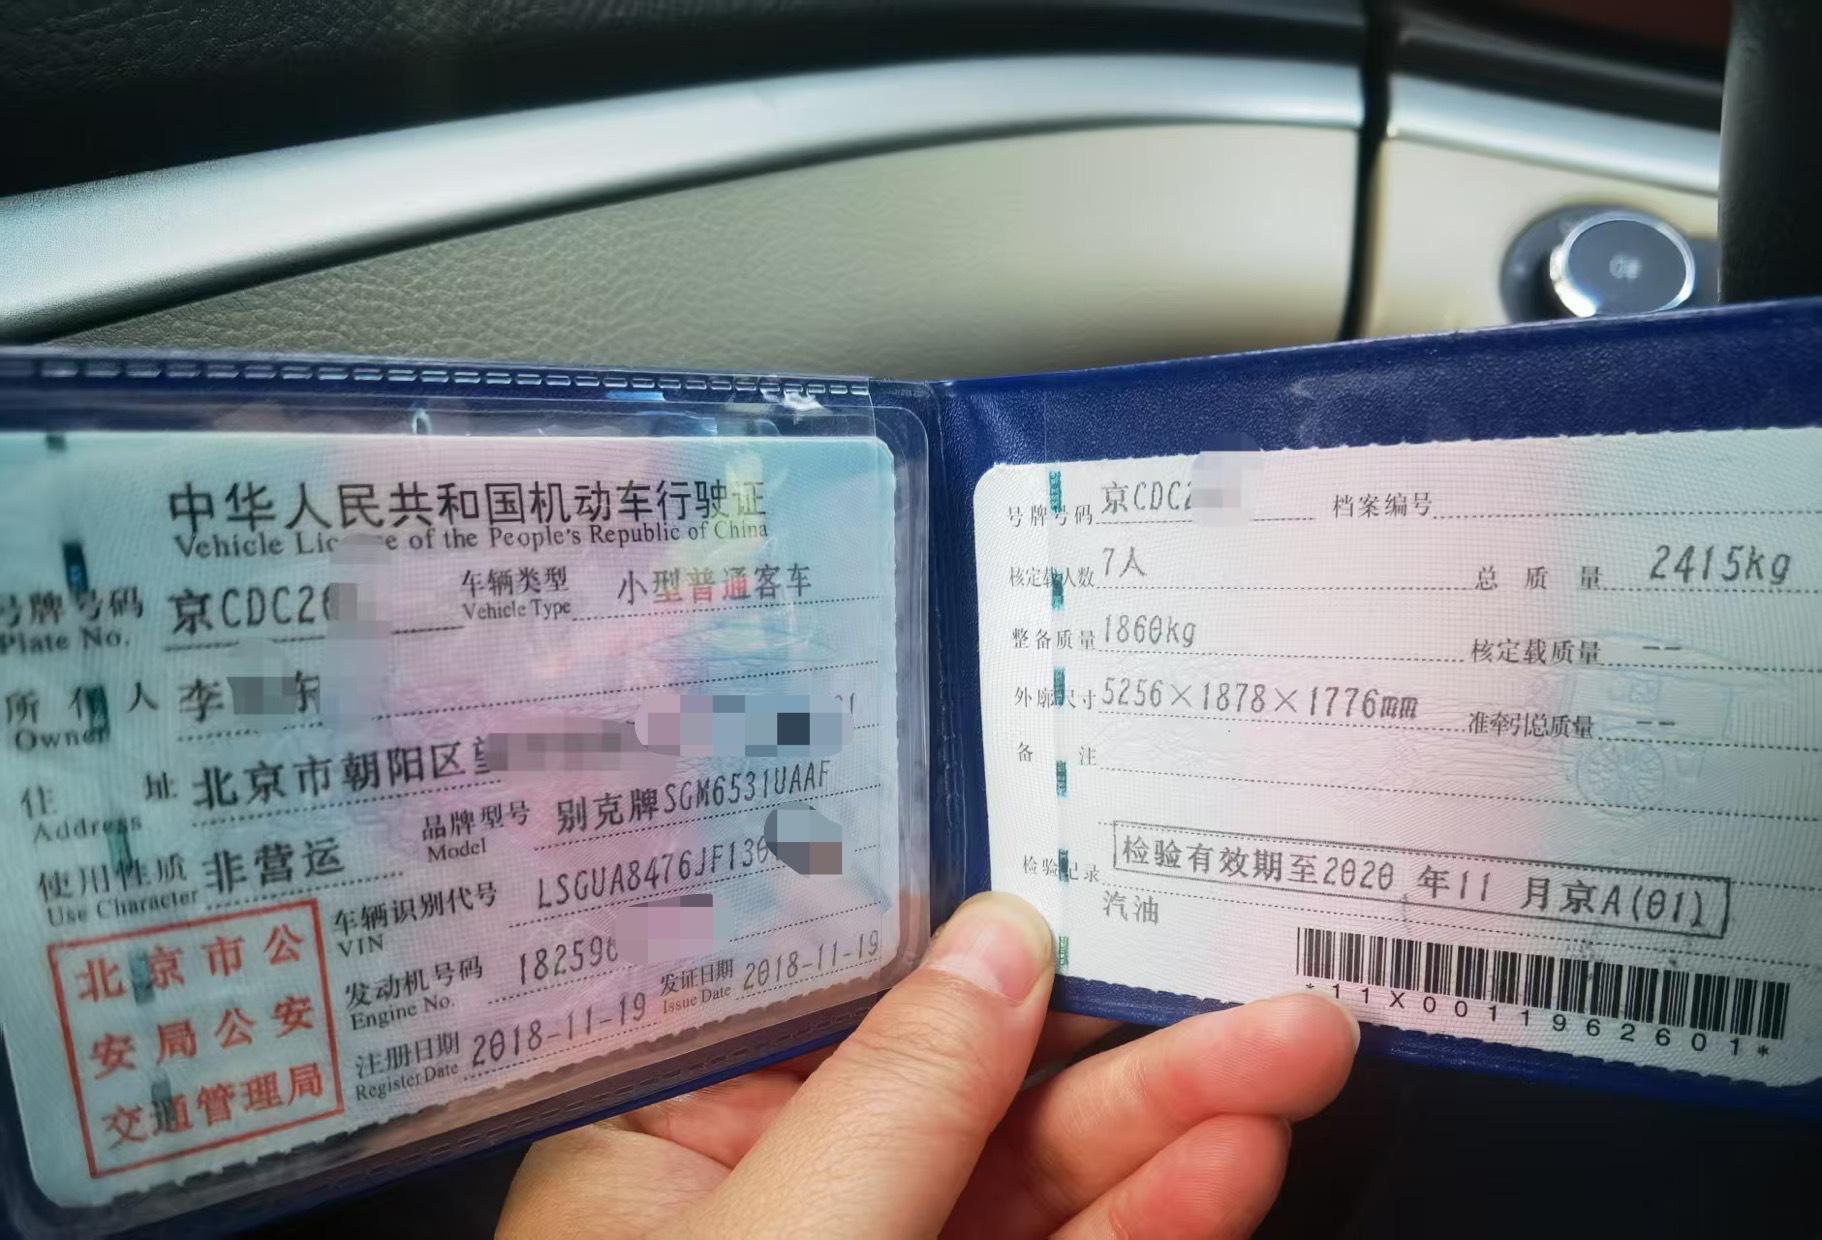 中华人民共和国机动车行驶证
Vehicle License of the People's Republic of China
号牌号码 京CDC2 车辆类型 小型普通客车
Plate No. Vehicle Type
所有人 李 东
Owner
住址 北京市朝阳区
Address
品牌型号 别克牌SGM6531UAAF
Model
使用性质 非营运
Use Character
车辆识别代号 LSGUA8476JF13
VIN
发动机号码 18259
Engine No.
注册日期 2018-11-19 发证日期 2018-11-19
Register Date Issue Date
北京市公
安局公安
交通管理局
号牌号码 京CDC2 档案编号
核定载人数 7人 总质量 2415kg
整备质量 1860kg 核定载质量 --
外廓尺寸 5256×1878×1776mm 准牵引总质量 --
备注
检验记录 检验有效期至2020年11月京A(01)
汽油
*11X0011962601*